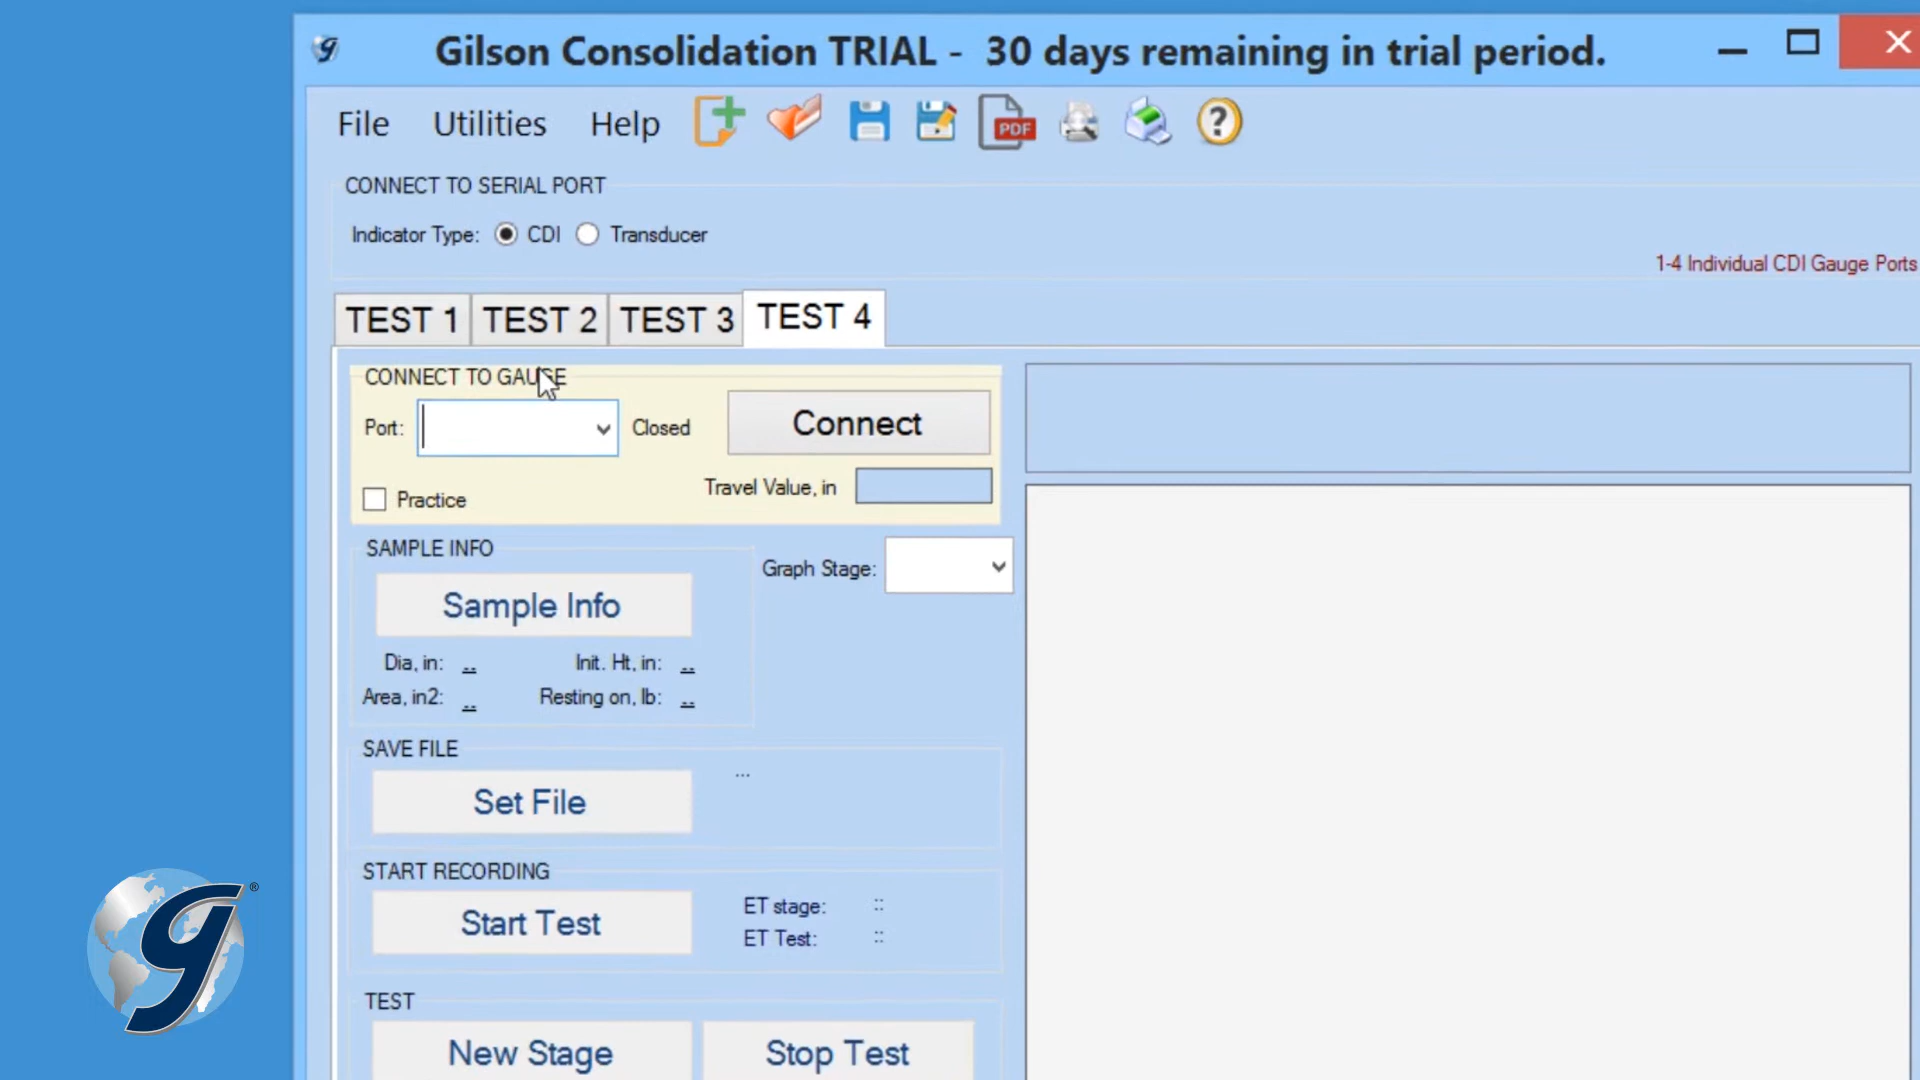 Gilson Consolidation TRIAL - 30 days remaining in trial period.
File Utilities Help PDF ?
CONNECT TO SERIAL PORT
Indicator Type: CDI Transducer
1-4 Individual CDI Gauge Ports
TEST 1 TEST 2 TEST 3 TEST 4
CONNECT TO GAUGE
Port: Closed Connect
Travel Value, in
Practice
SAMPLE INFO
Graph Stage:
Sample Info
Dia, in: .. Init. Ht, in: ..
Area, in2: .. Resting on, lb: ..
SAVE FILE
Set File ...
START RECORDING
Start Test
ET stage: ::
ET Test: ::
TEST
New Stage Stop Test
g ®